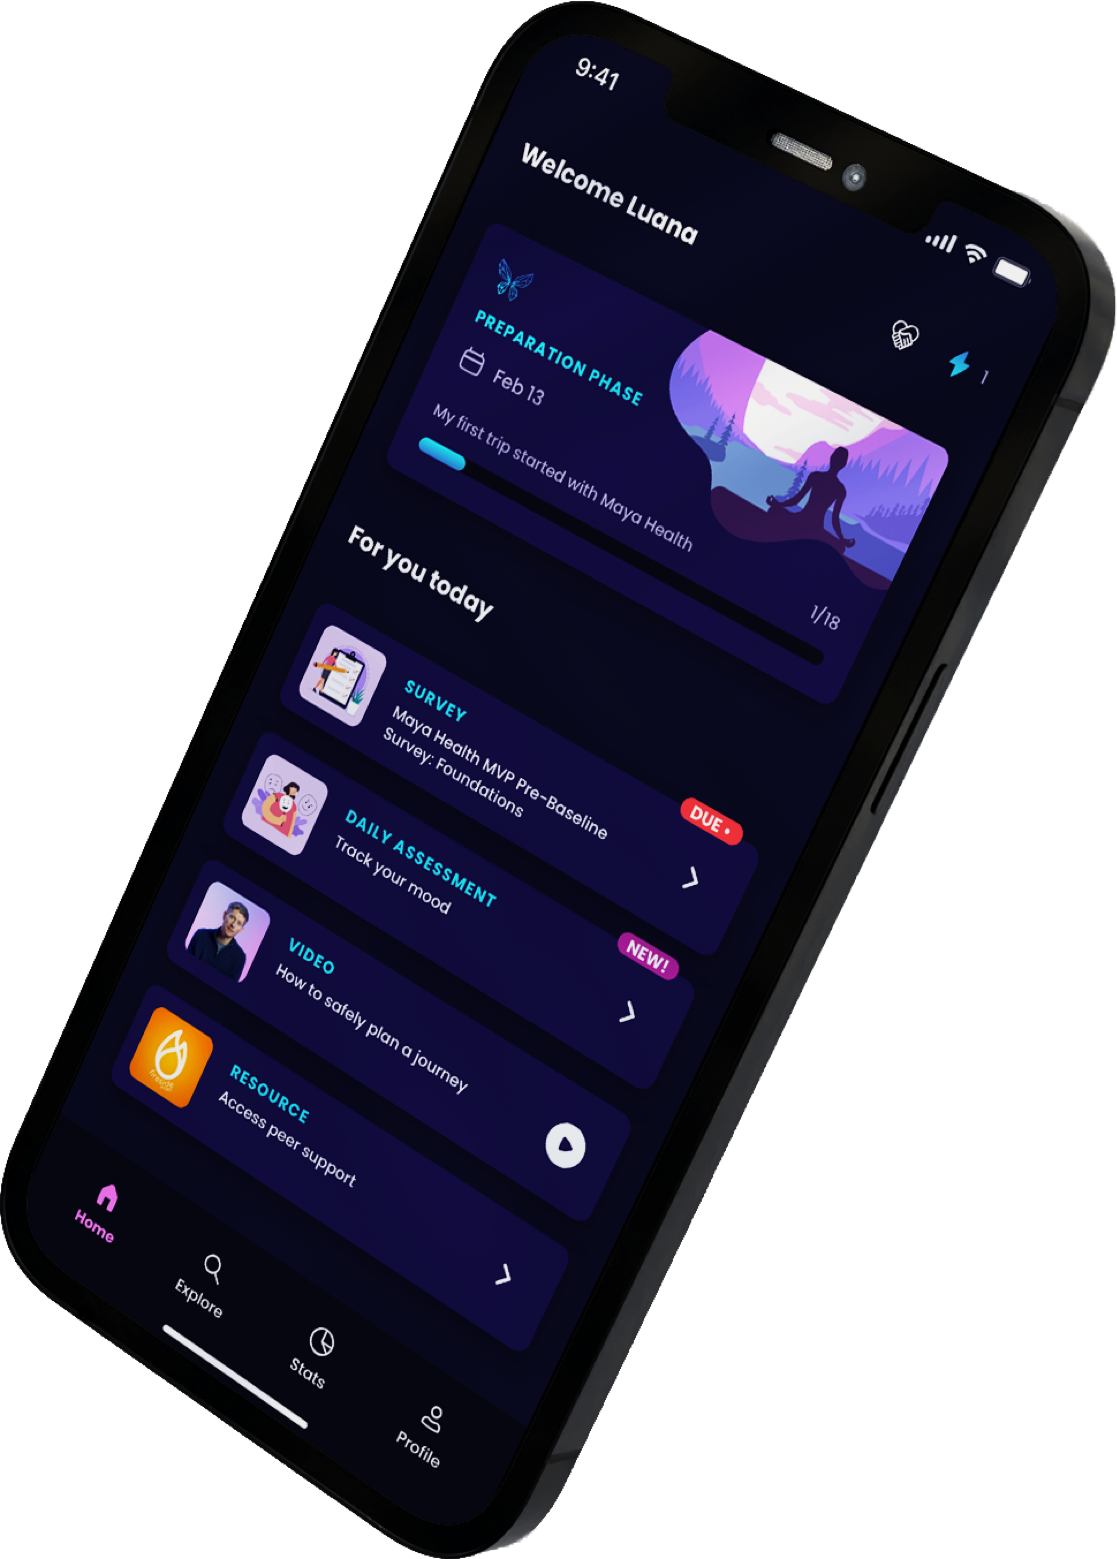 9:41
Welcome Luana
1
PREPARATION PHASE
Feb 13
My first trip started with Maya Health
1/18
For you today
SURVEY
Maya Health MVP Pre-Baseline
Survey: Foundations
DUE •
DAILY ASSESSMENT
Track your mood
NEW!
VIDEO
How to safely plan a journey
RESOURCE
Access peer support
Home
Explore
Stats
Profile